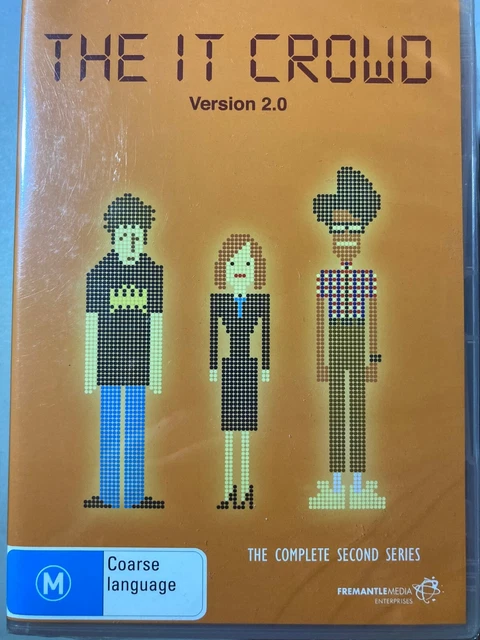 THE IT CROWD
Version 2.0
THE COMPLETE SECOND SERIES
M
Coarse
language
FREMANTLEMEDIA
ENTERPRISES